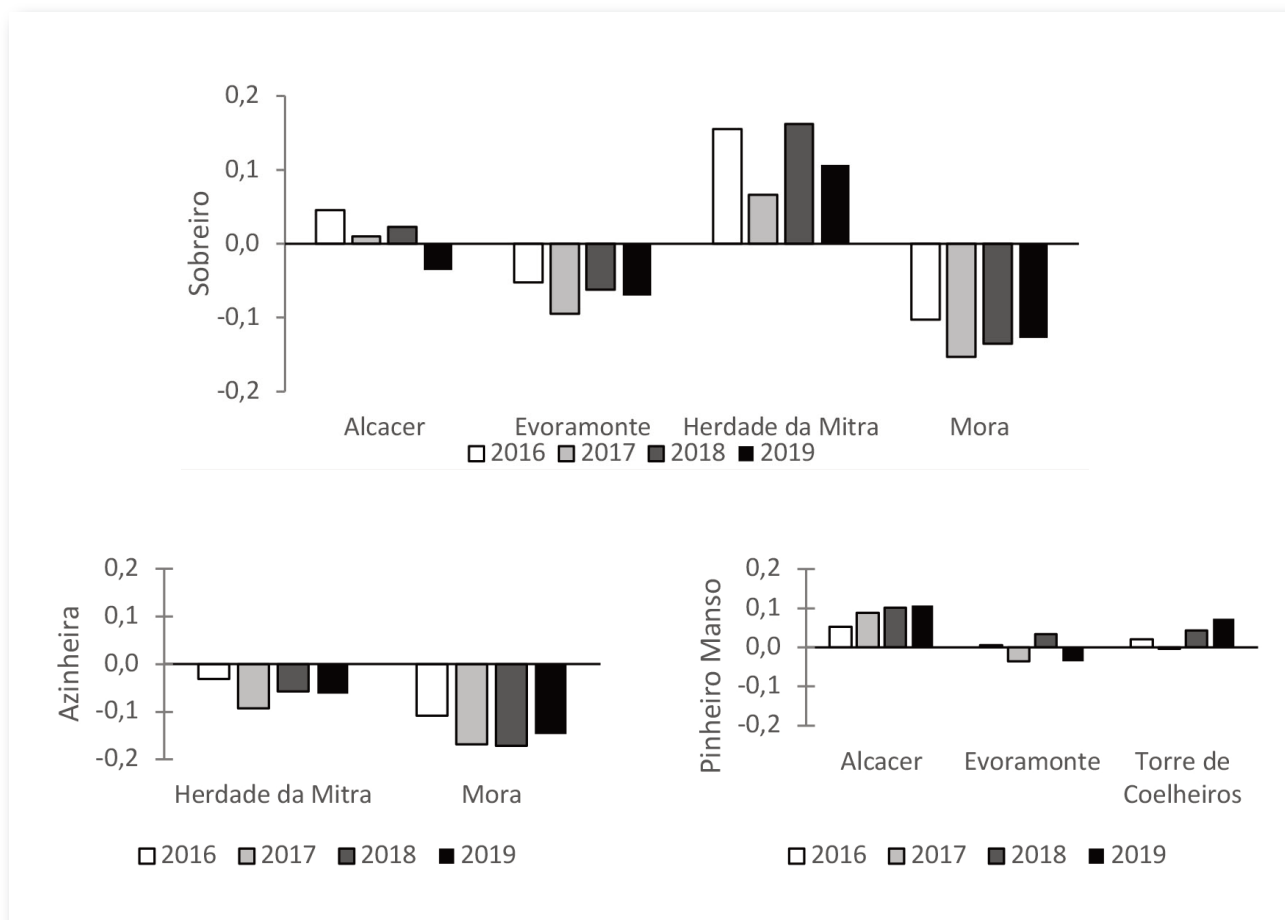 Sobreiro
0,2
0,1
0,0
-0,1
-0,2
Alcacer Evoramonte Herdade da Mitra Mora
2016 2017 2018 2019
Azinheira
0,2
0,1
0,0
-0,1
-0,2
Herdade da Mitra Mora
2016 2017 2018 2019
Pinheiro Manso
0,2
0,1
0,0
-0,1
-0,2
Alcacer Evoramonte Torre de
Coelheiros
2016 2017 2018 2019